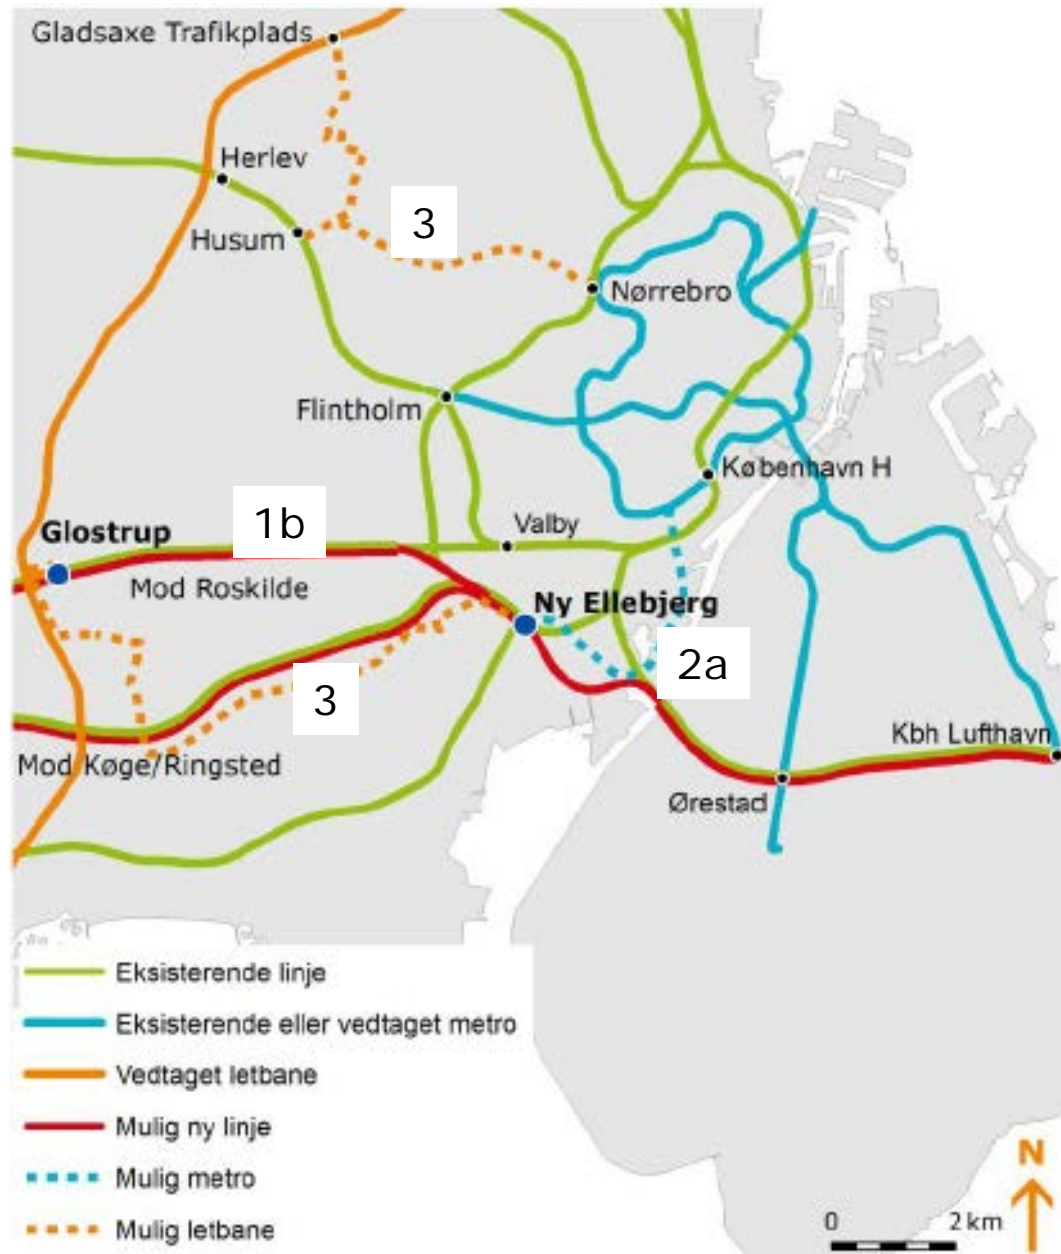 Gladsaxe Trafikplads
Herlev
3
Husum
Nørrebro
Flintholm
København H
1b
Valby
Glostrup
Mod Roskilde
Ny Ellebjerg
2a
3
Kbh Lufthavn
Mod Køge/Ringsted
Ørestad
Eksisterende linje
Eksisterende eller vedtaget metro
Vedtaget letbane
Mulig ny linje
Mulig metro
Mulig letbane
N
0 2 km